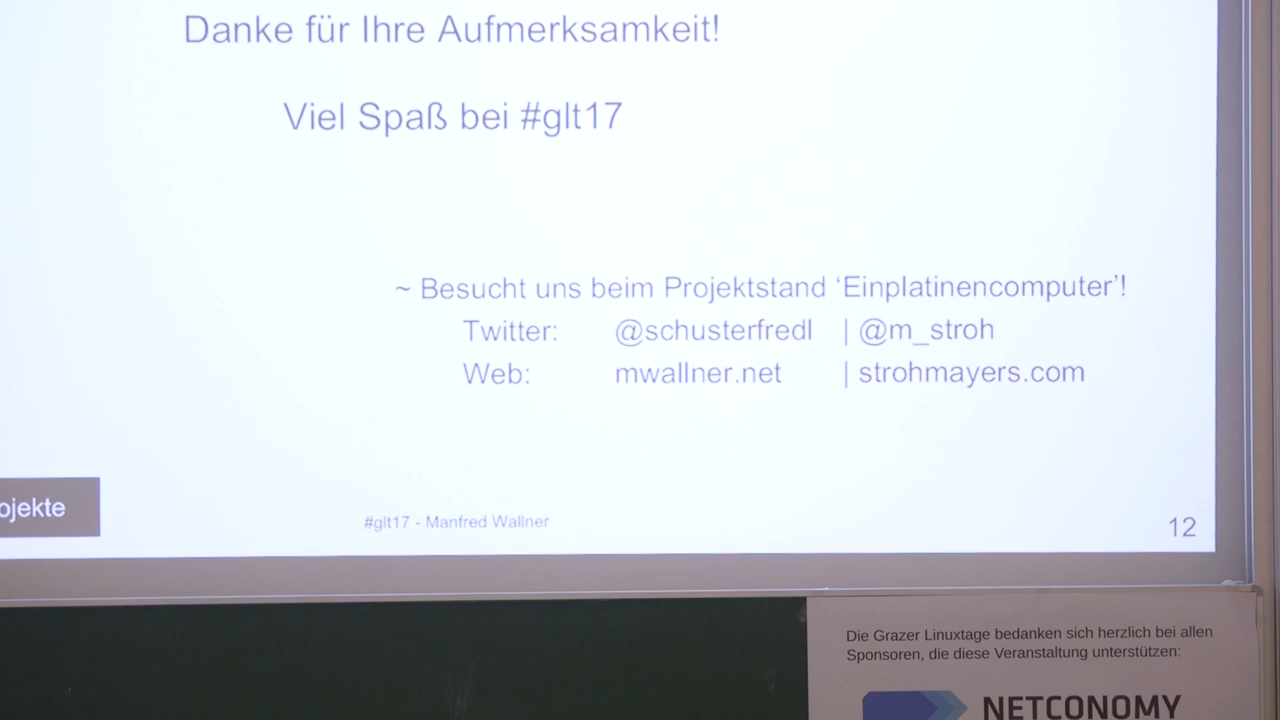 Danke für Ihre Aufmerksamkeit!
Viel Spaß bei #glt17
~ Besucht uns beim Projektstand ‘Einplatinencomputer’!
Twitter: @schusterfredl | @m_stroh
Web: mwallner.net | strohmayers.com
ojekte
#glt17 - Manfred Wallner
12
Die Grazer Linuxtage bedanken sich herzlich bei allen
Sponsoren, die diese Veranstaltung unterstützen:
NETCONOMY